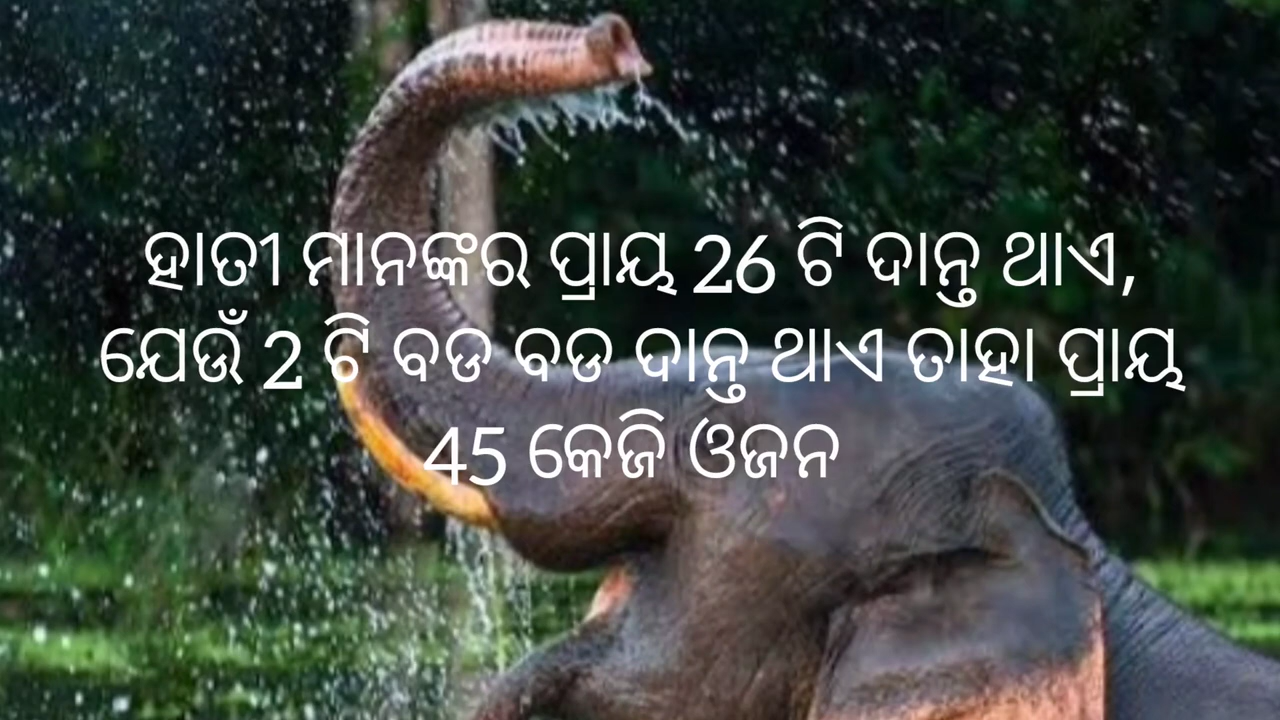 ହାତୀ ମାନଙ୍କର ପ୍ରାୟ 26 ଟି ଦାନ୍ତ ଥାଏ,
ଯେଉଁ 2 ଟି ବଡ ବଡ ଦାନ୍ତ ଥାଏ ତାହା ପ୍ରାୟ
45 କେଜି ଓଜନ